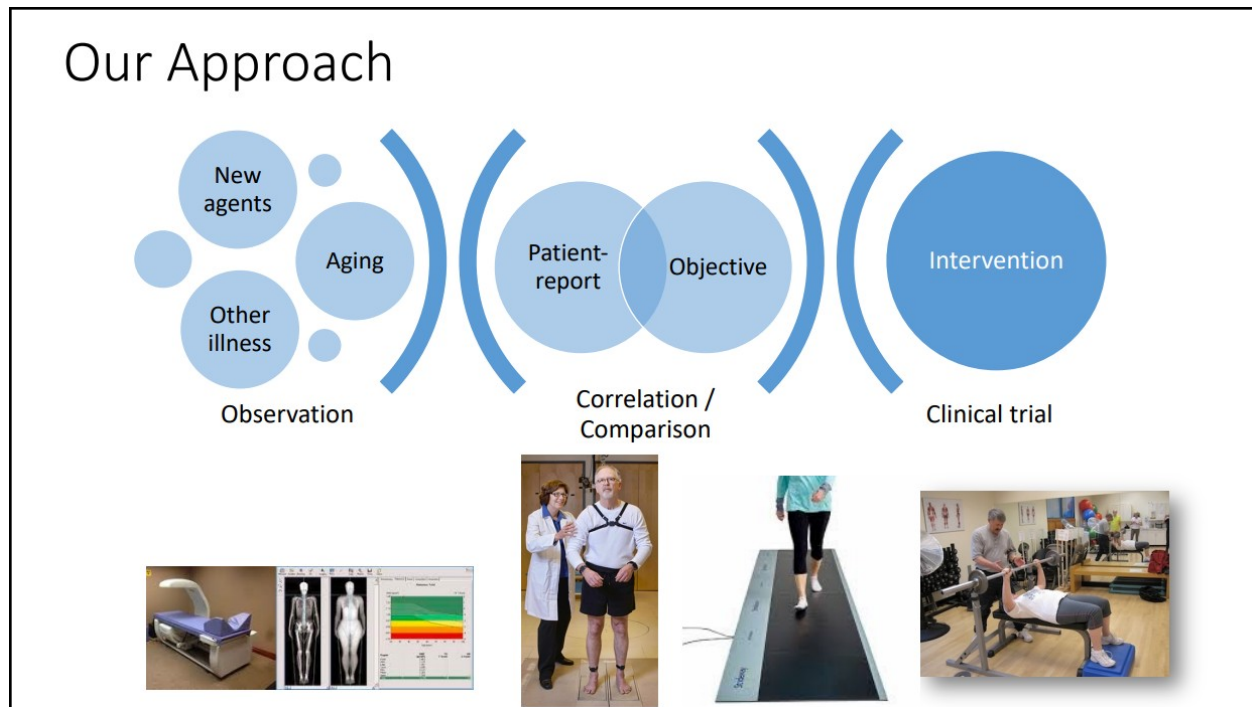 Our Approach
New
agents
Aging
Other
illness
Patient-
report
Objective
Intervention
Observation
Correlation /
Comparison
Clinical trial